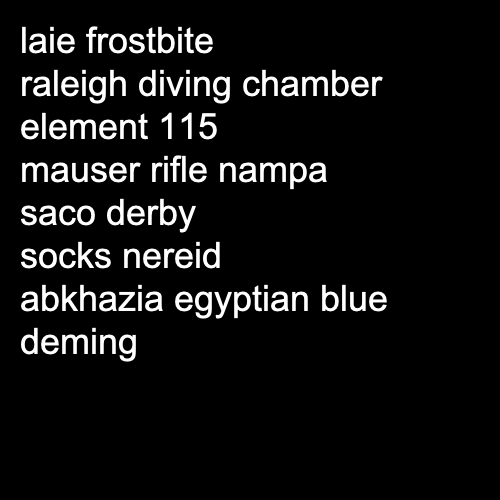 laie frostbite
raleigh diving chamber
element 115
mauser rifle nampa
saco derby
socks nereid
abkhazia egyptian blue
deming